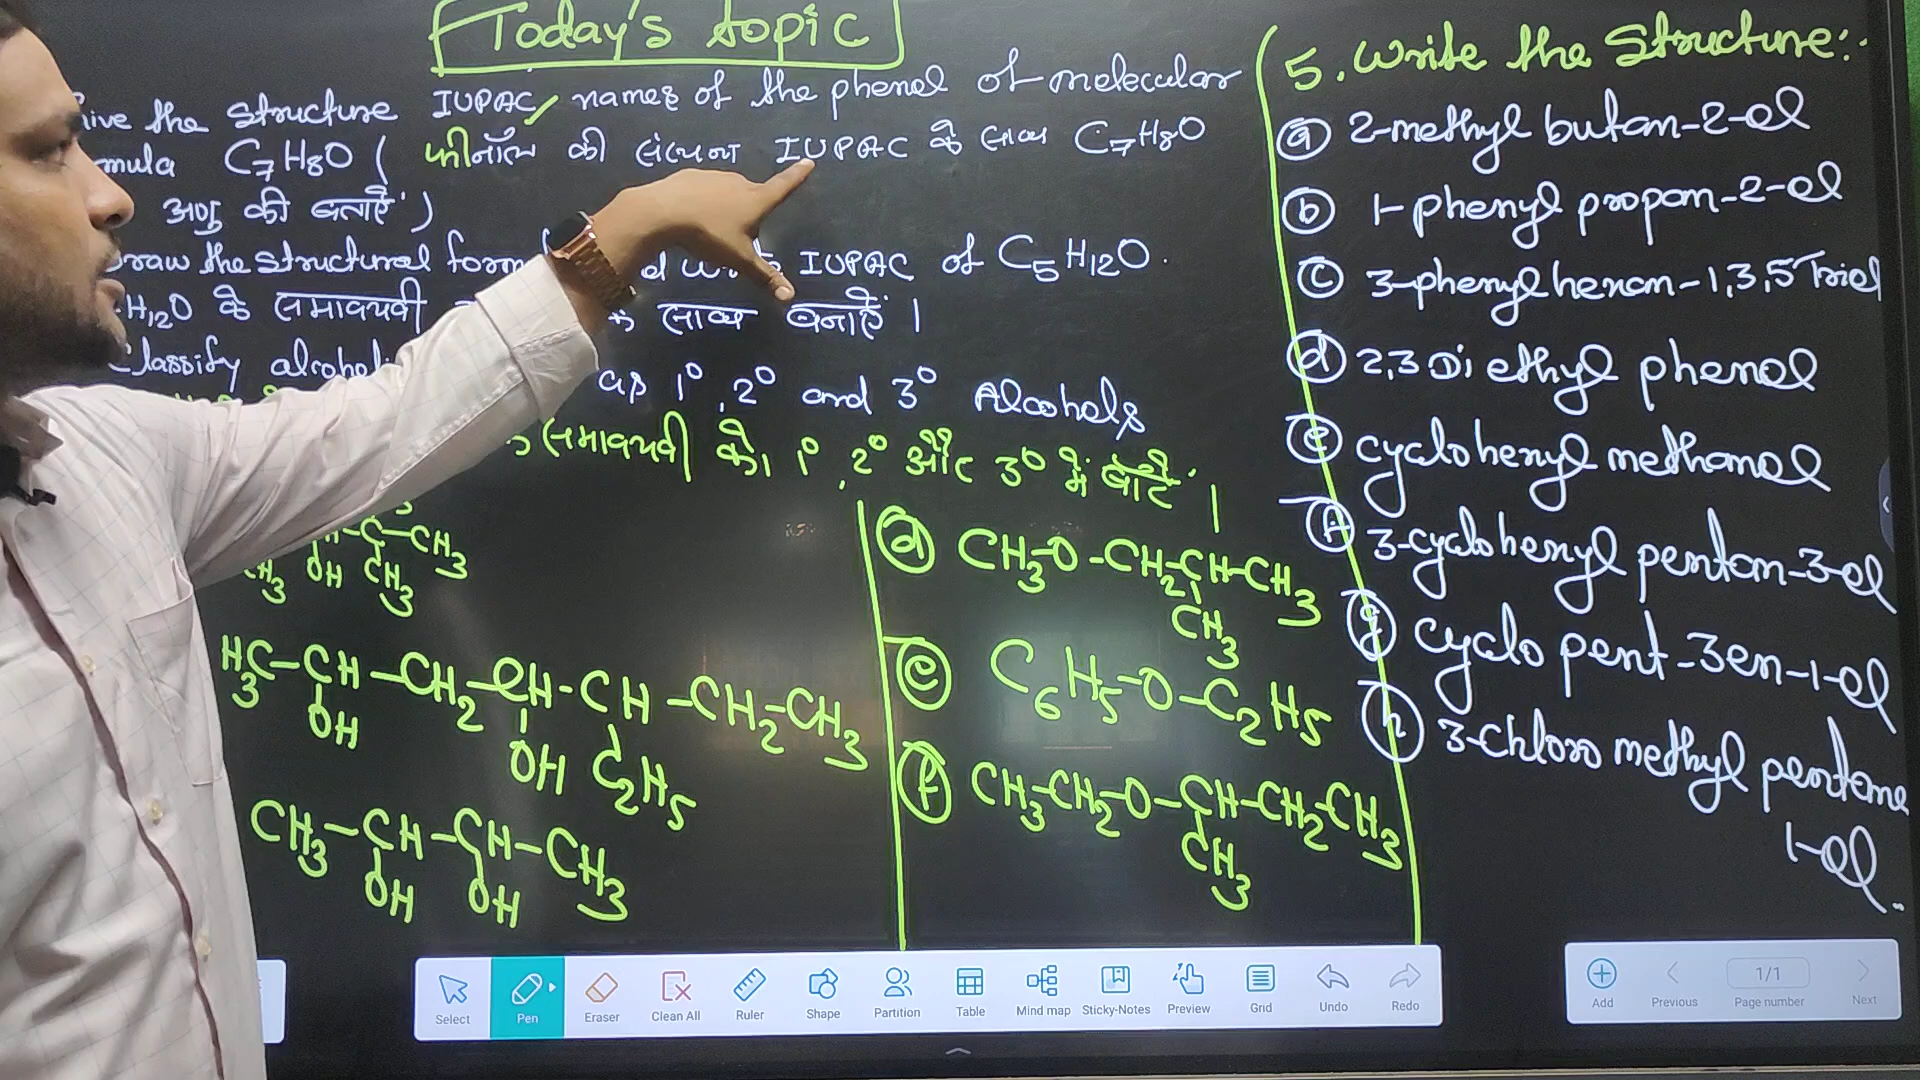 Today's topic
ive the structure IUPAC names of the phenol of molecular
mula C7H8O ( फीनॉल की संरचना IUPAC के साथ C7H8O
अणु की बताएँ )
raw the structural form IUPAC of C5H12O.
H12O के समावयवी के साथ बनाएँ।
Classify alcohol as 1°, 2° and 3° Alcohols
समावयवी को 1°, 2° और 3° में बाँटें।
C-CH3
CH3 OH CH3
H3C-CH-CH2-CH-CH-CH2-CH3
OH OH C2H5
CH3-CH-CH-CH3
OH OH
ⓓ CH3-O-CH2-CH-CH3
CH3
ⓔ C6H5-O-C2H5
ⓕ CH3-CH2-O-CH-CH2-CH3
CH3
5. Write the Structure:-
ⓐ 2-methyl butan-2-ol
ⓑ 1-phenyl propan-2-ol
ⓒ 3-phenyl hexan-1,3,5 Triol
ⓓ 2,3 Di ethyl phenol
ⓔ cyclohexyl methanol
ⓕ 3-cyclohexyl pentan-3-ol
ⓖ cyclo pent-3en-1-ol
ⓗ 3-chloro methyl pentane
1-ol.
Select Pen Eraser Clean All Ruler Shape Partition Table Mind map Sticky-Notes Preview Grid Undo Redo
Add Previous 1/1 Page number Next